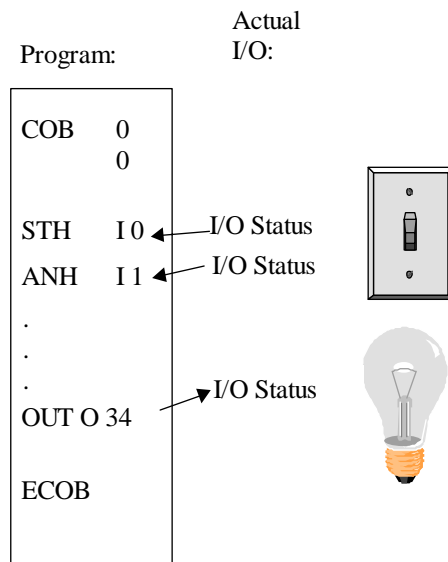 Actual
I/O:
Program:
COB 0
0
STH I 0
I/O Status
ANH I 1
I/O Status
.
.
.
I/O Status
OUT O 34
ECOB